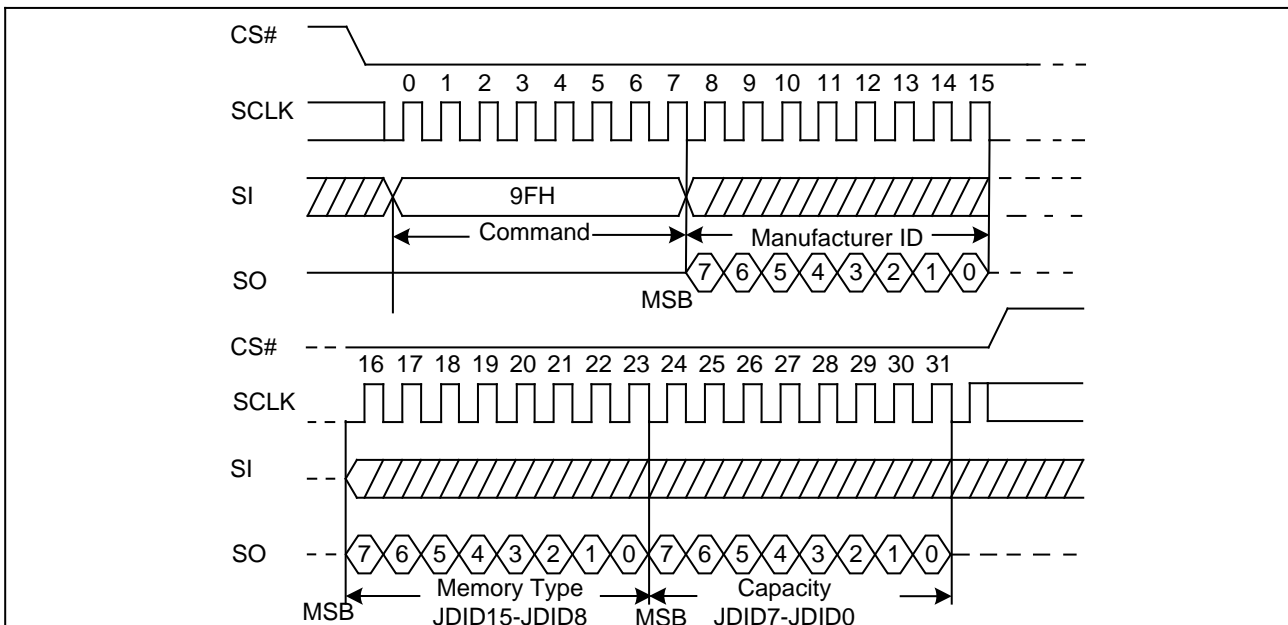 CS#
0 1 2 3 4 5 6 7 8 9 10 11 12 13 14 15
SCLK
SI
9FH
Command
Manufacturer ID
SO
7 6 5 4 3 2 1 0
MSB
CS#
16 17 18 19 20 21 22 23 24 25 26 27 28 29 30 31
SCLK
SI
SO
7 6 5 4 3 2 1 0 7 6 5 4 3 2 1 0
Memory Type Capacity
MSB JDID15-JDID8 MSB JDID7-JDID0